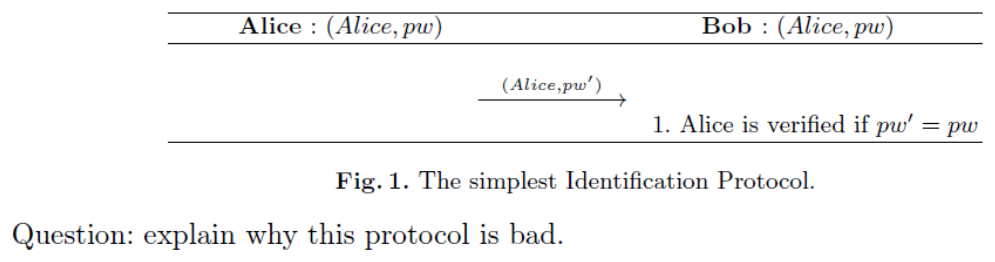 Alice : (Alice, pw) Bob : (Alice, pw)
(Alice,pw′)
1. Alice is verified if pw′ = pw
Fig. 1. The simplest Identification Protocol.
Question: explain why this protocol is bad.